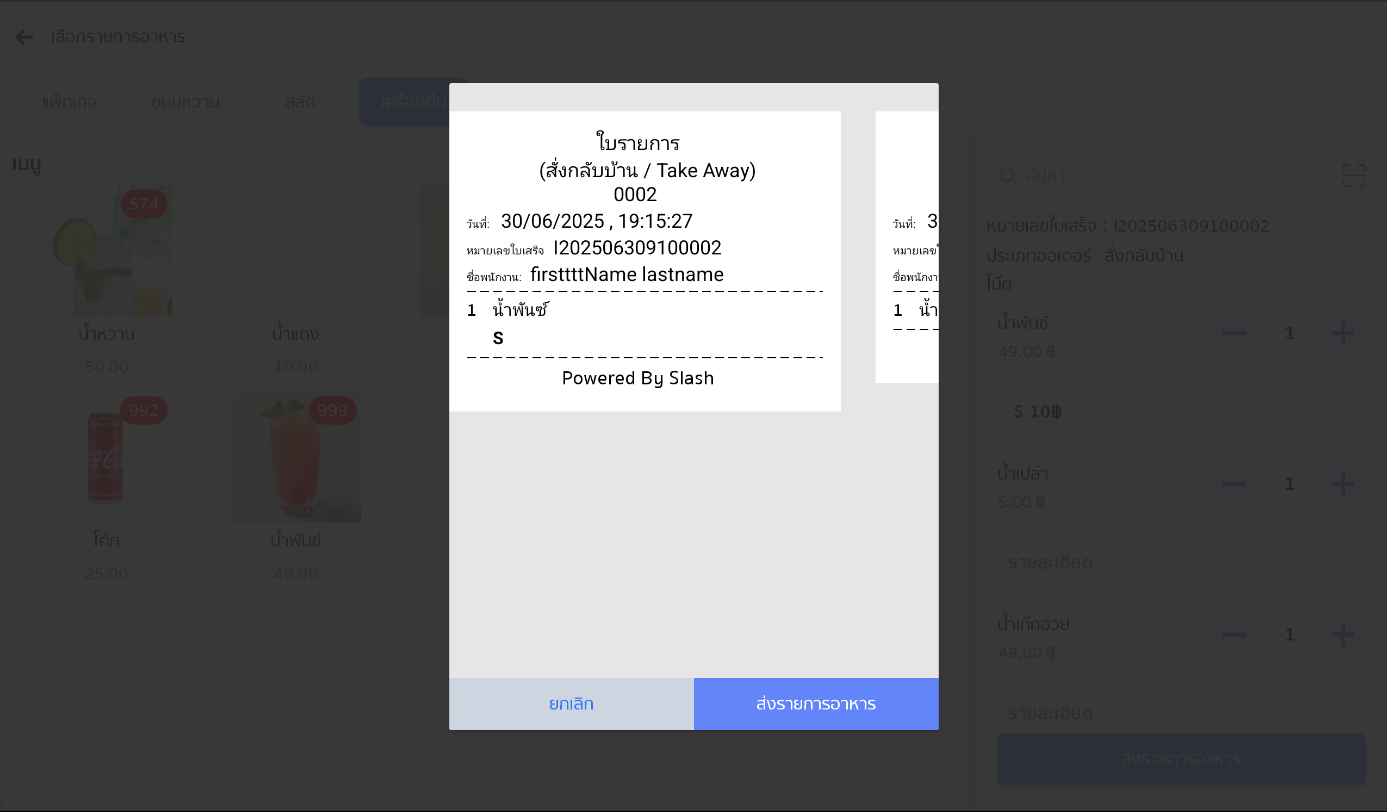 เลือกรายการอาหาร
แพ็กเกจ
ขนมหวาน
สลัด
เครื่องดื่ม
เมนู
574
น้ำหวาน
50.00
น้ำแดง
10.00
992
โค้ก
25.00
999
น้ำพันช์
49.00
ใบรายการ
(สั่งกลับบ้าน / Take Away)
0002
วันที่: 30/06/2025 , 19:15:27
หมายเลขใบเสร็จ I202506309100002
ชื่อพนักงาน: firsttttName lastname
1 น้ำพันช์
S
Powered By Slash
วันที่: 3
หมายเลขใ
ชื่อพนักงา
1 น้ำ
ยกเลิก
ส่งรายการอาหาร
ค้นหา
หมายเลขใบเสร็จ : I202506309100002
ประเภทออเดอร์ : สั่งกลับบ้าน
โน๊ต :
น้ำพันช์
1
49.00 ฿
S 10฿
น้ำเปล่า
1
5.00 ฿
รายละเอียด
น้ำเก๊กฮวย
1
49.00 ฿
รายละเอียด
ส่งรายการอาหาร